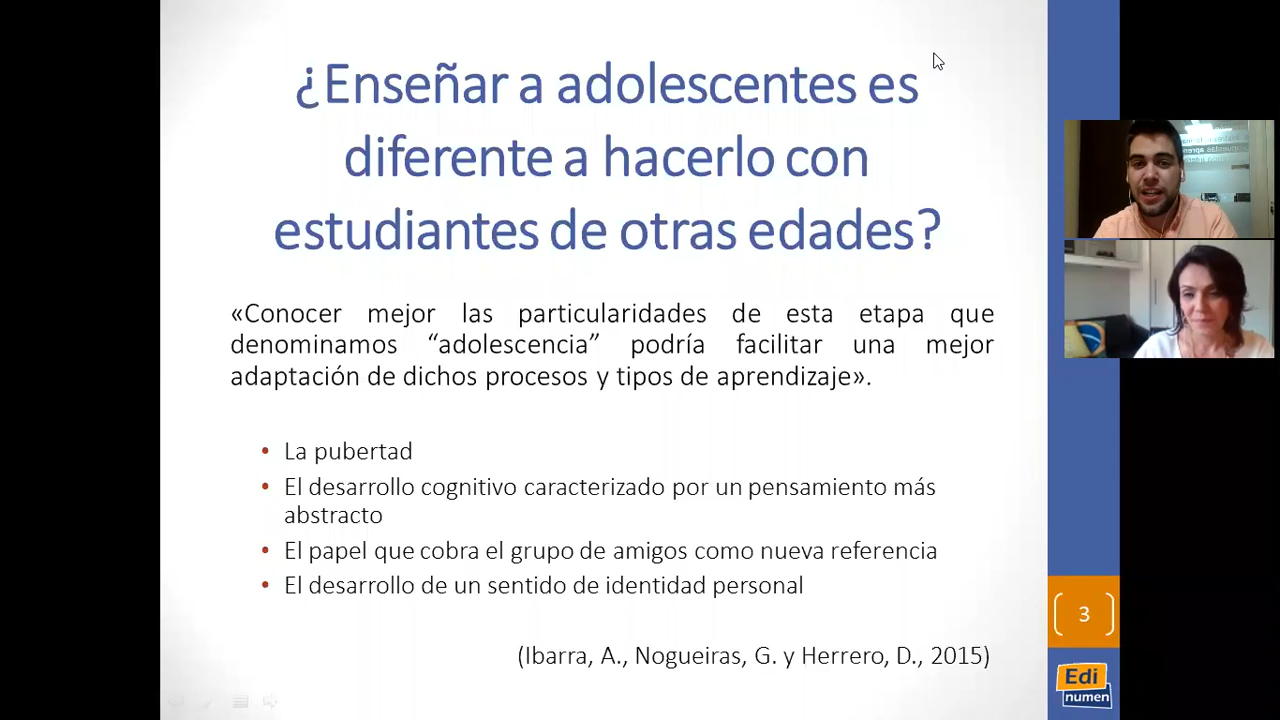 ¿Enseñar a adolescentes es
diferente a hacerlo con
estudiantes de otras edades?
«Conocer mejor las particularidades de esta etapa que
denominamos “adolescencia” podría facilitar una mejor
adaptación de dichos procesos y tipos de aprendizaje».
• La pubertad
• El desarrollo cognitivo caracterizado por un pensamiento más
abstracto
• El papel que cobra el grupo de amigos como nueva referencia
• El desarrollo de un sentido de identidad personal
(Ibarra, A., Nogueiras, G. y Herrero, D., 2015)
3
Edi
numen